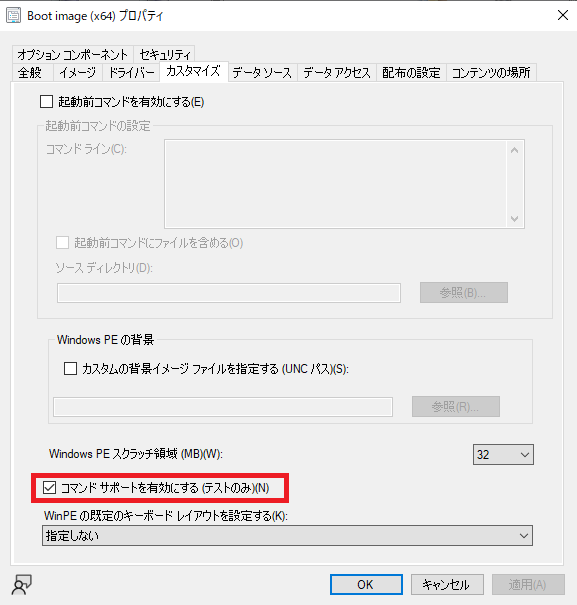 Boot image (x64) プロパティ
オプション コンポーネント セキュリティ
全般 イメージ ドライバー カスタマイズ データ ソース データ アクセス 配布の設定 コンテンツの場所
起動前コマンドを有効にする(E)
起動前コマンドの設定
コマンド ライン(C):
起動前コマンドにファイルを含める(O)
ソース ディレクトリ(D):
参照(B)...
Windows PE の背景
カスタムの背景イメージ ファイルを指定する (UNC パス)(S):
参照(R)...
Windows PE スクラッチ領域 (MB)(W):
32
コマンド サポートを有効にする (テストのみ)(N)
WinPE の既定のキーボード レイアウトを設定する(K):
指定しない
OK キャンセル 適用(A)